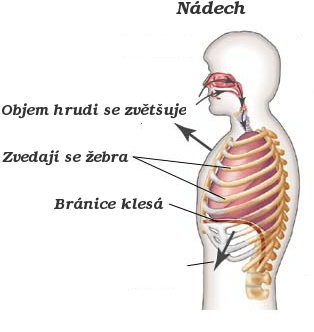 Nádech
Objem hrudi se zvětšuje
Zvedají se žebra
Bránice klesá